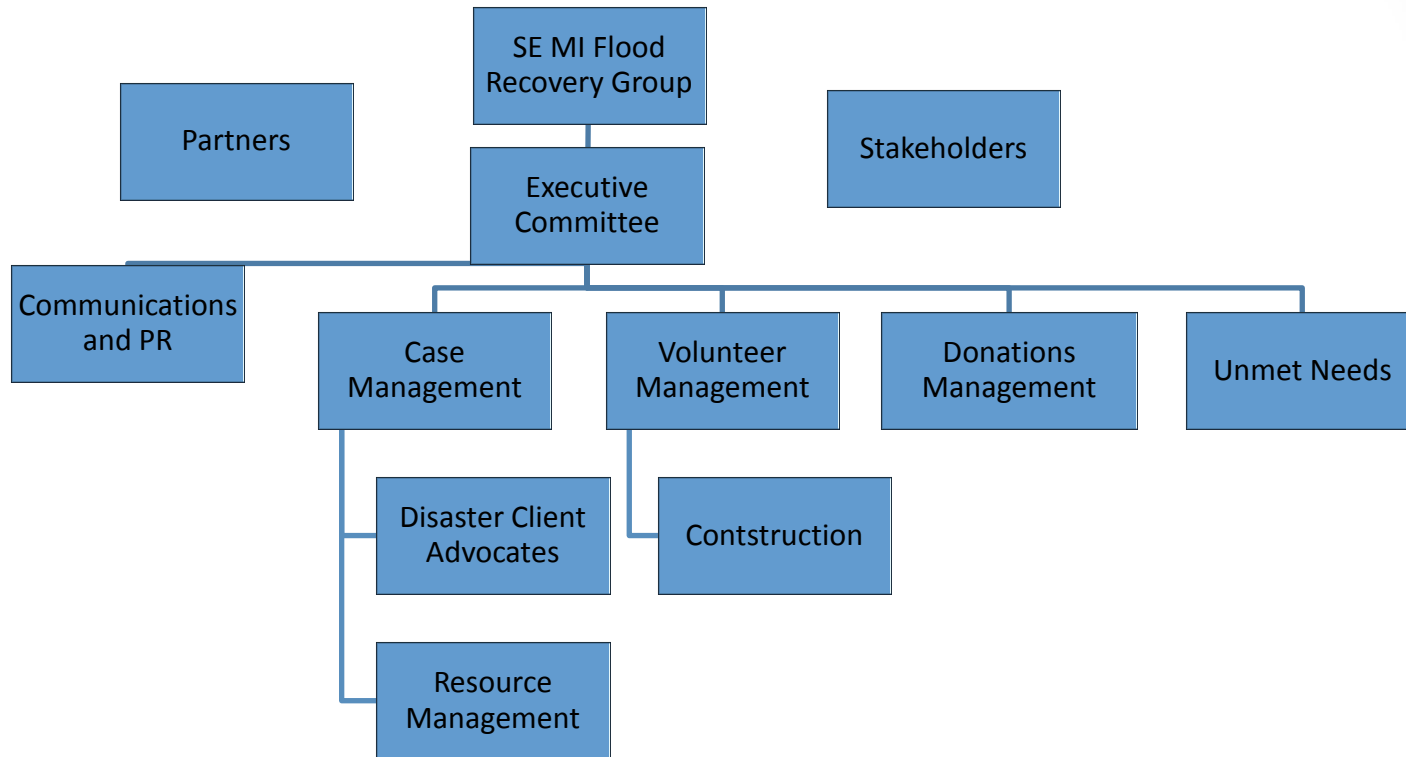 SE MI Flood
Recovery Group
Partners
Stakeholders
Executive
Committee
Communications
and PR
Case
Management
Volunteer
Management
Donations
Management
Unmet Needs
Disaster Client
Advocates
Contstruction
Resource
Management